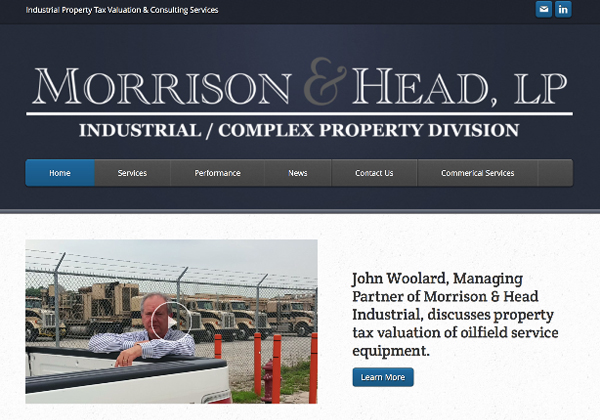 Industrial Property Tax Valuation & Consulting Services
in
MORRISON & HEAD, LP
INDUSTRIAL / COMPLEX PROPERTY DIVISION
Home Services Performance News Contact Us Commerical Services
John Woolard, Managing
Partner of Morrison & Head
Industrial, discusses property
tax valuation of oilfield service
equipment.
Learn More